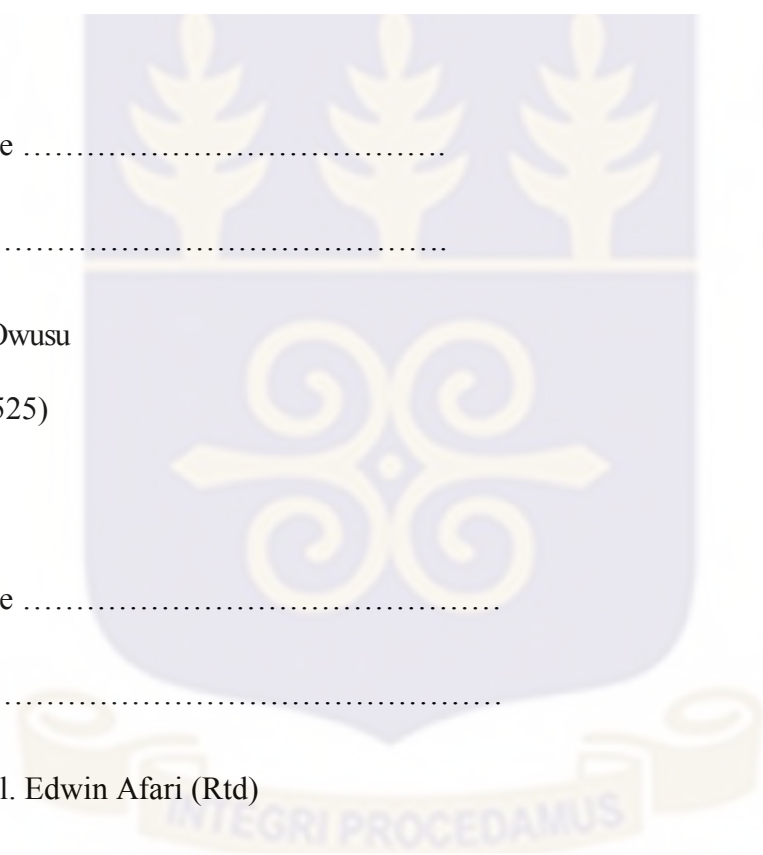 e ……………………………………
……………………………………….
Owusu
525)
e …………………………………………
……………………………………………
l. Edwin Afari (Rtd)
INTEGRI PROCEDAMUS